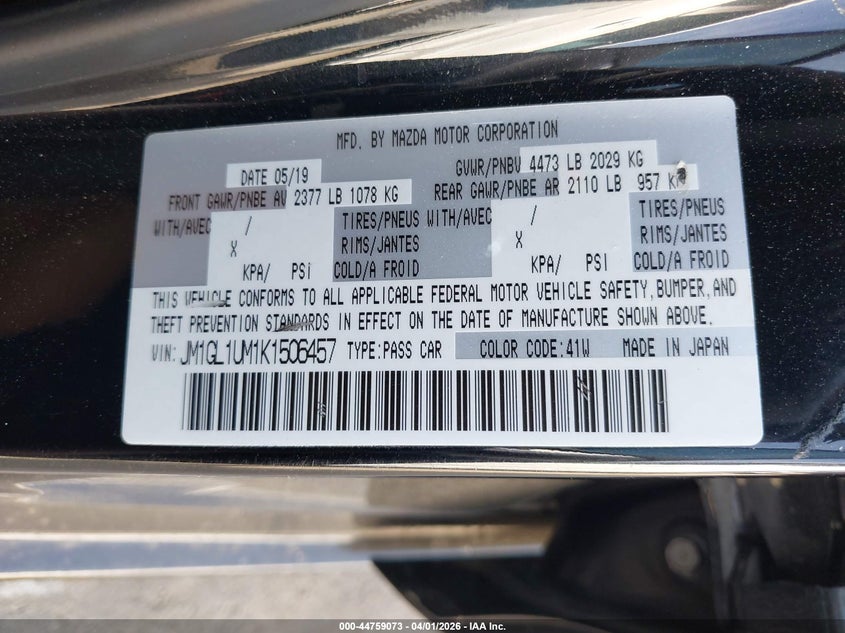 MFD. BY MAZDA MOTOR CORPORATION
DATE 05/19 GVWR/PNBV 4473 LB 2029 KG
FRONT GAWR/PNBE AV 2377 LB 1078 KG REAR GAWR/PNBE AR 2110 LB 957 KG
WITH/AVEC / TIRES/PNEUS WITH/AVEC / TIRES/PNEUS
X RIMS/JANTES X RIMS/JANTES
KPA/ PSi COLD/A FROID KPA/ PSI COLD/A FROID
THIS VEHICLE CONFORMS TO ALL APPLICABLE FEDERAL MOTOR VEHICLE SAFETY, BUMPER, AND
THEFT PREVENTION STANDARDS IN EFFECT ON THE DATE OF MANUFACTURE SHOWN ABOVE.
VIN: JM1GL1UM1K1506457 TYPE:PASS CAR COLOR CODE:41W MADE IN JAPAN
000-44759073 - 04/01/2026 - IAA Inc.